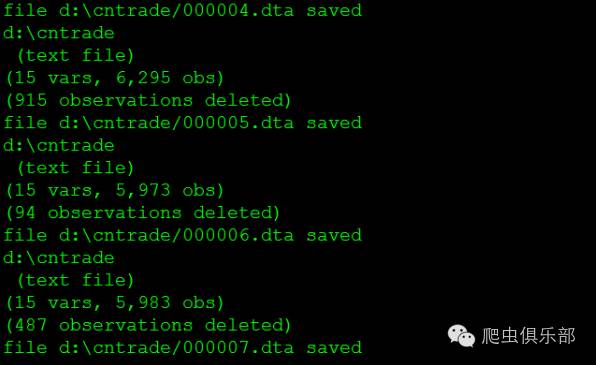 file d:\cntrade/000004.dta saved
d:\cntrade
 (text file)
(15 vars, 6,295 obs)
(915 observations deleted)
file d:\cntrade/000005.dta saved
d:\cntrade
 (text file)
(15 vars, 5,973 obs)
(94 observations deleted)
file d:\cntrade/000006.dta saved
d:\cntrade
 (text file)
(15 vars, 5,983 obs)
(487 observations deleted)
file d:\cntrade/000007.dta saved
爬虫俱乐部